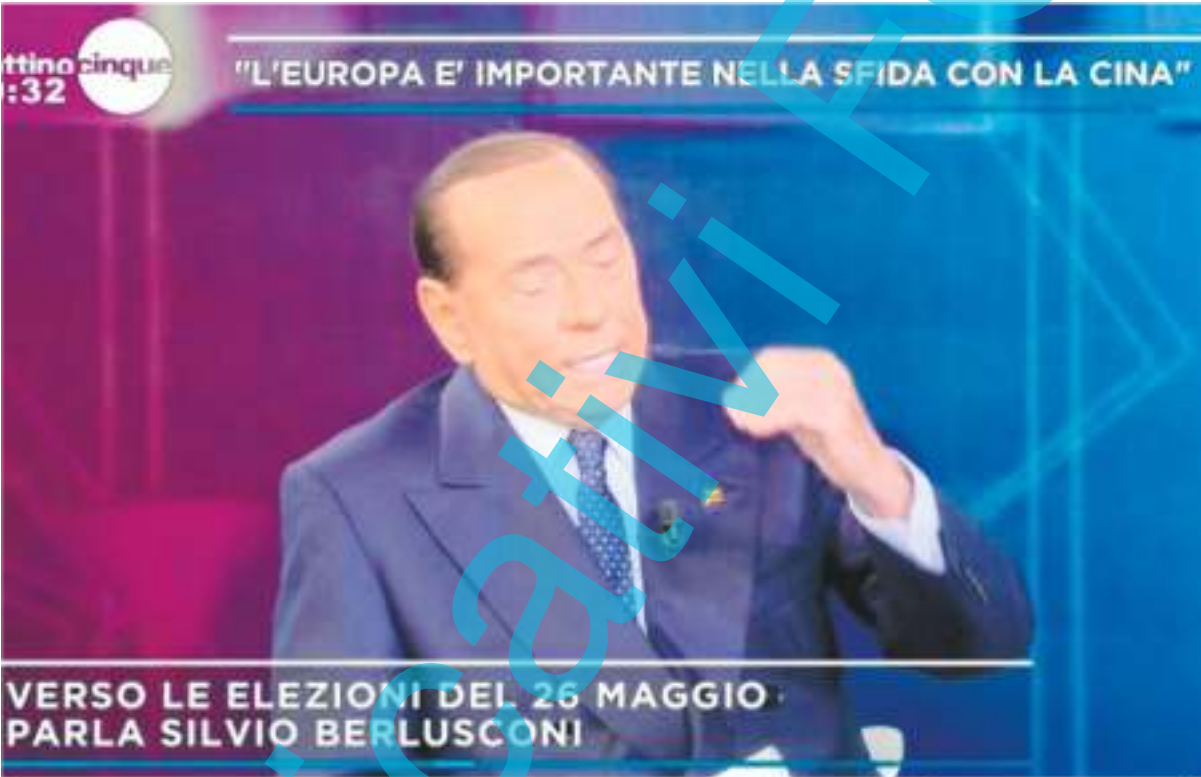 ttino cinque
:32
"L'EUROPA E' IMPORTANTE NELLA SFIDA CON LA CINA"
VERSO LE ELEZIONI DEL 26 MAGGIO
PARLA SILVIO BERLUSCONI